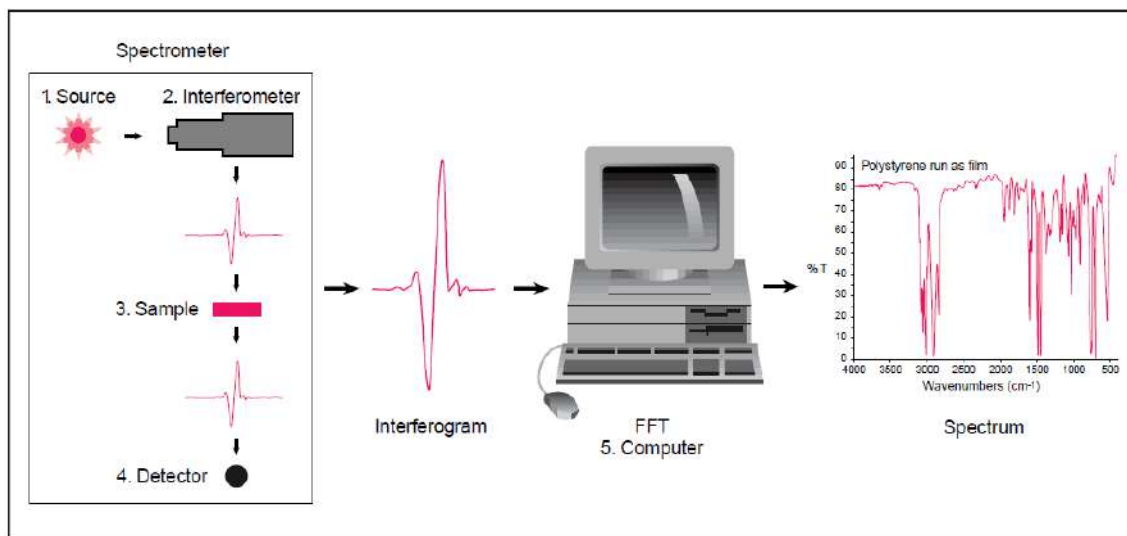 Spectrometer
1. Source
2. Interferometer
3. Sample
4. Detector
Interferogram
FFT
5. Computer
Polystyrene run as film
90
80
70
60
50
%T
40
30
20
10
0
4000 3000 2500 2000 1500 1000 500
Wavenumbers (cm-1)
Spectrum